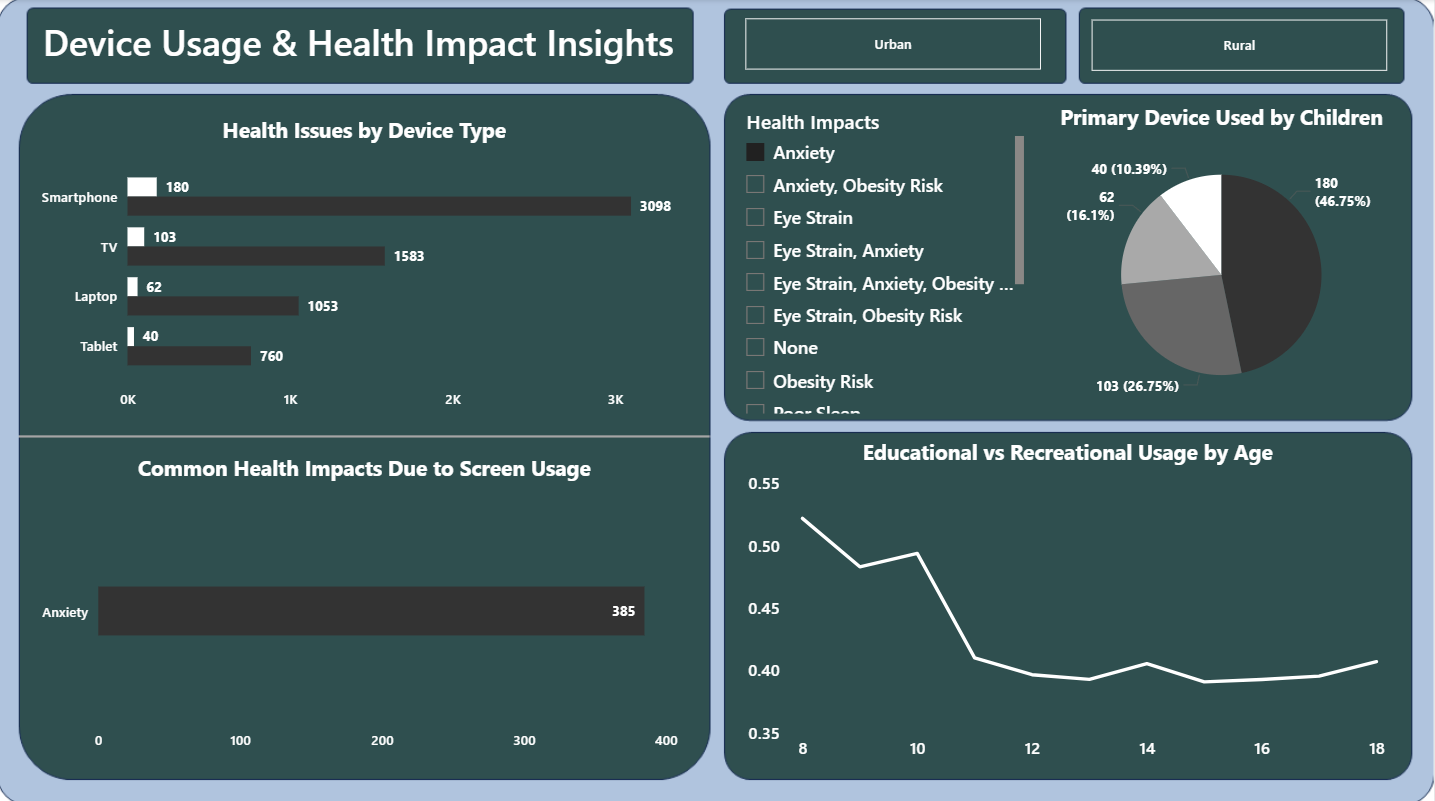 Device Usage & Health Impact Insights
Urban
Rural
Health Issues by Device Type
Smartphone
180
3098
TV
103
1583
Laptop
62
1053
Tablet
40
760
0K
1K
2K
3K
Health Impacts
Anxiety
Anxiety, Obesity Risk
Eye Strain
Eye Strain, Anxiety
Eye Strain, Anxiety, Obesity ...
Eye Strain, Obesity Risk
None
Obesity Risk
Poor Sleep
Primary Device Used by Children
40 (10.39%)
62
(16.1%)
180
(46.75%)
103 (26.75%)
Common Health Impacts Due to Screen Usage
Anxiety
385
0
100
200
300
400
Educational vs Recreational Usage by Age
0.55
0.50
0.45
0.40
0.35
8
10
12
14
16
18